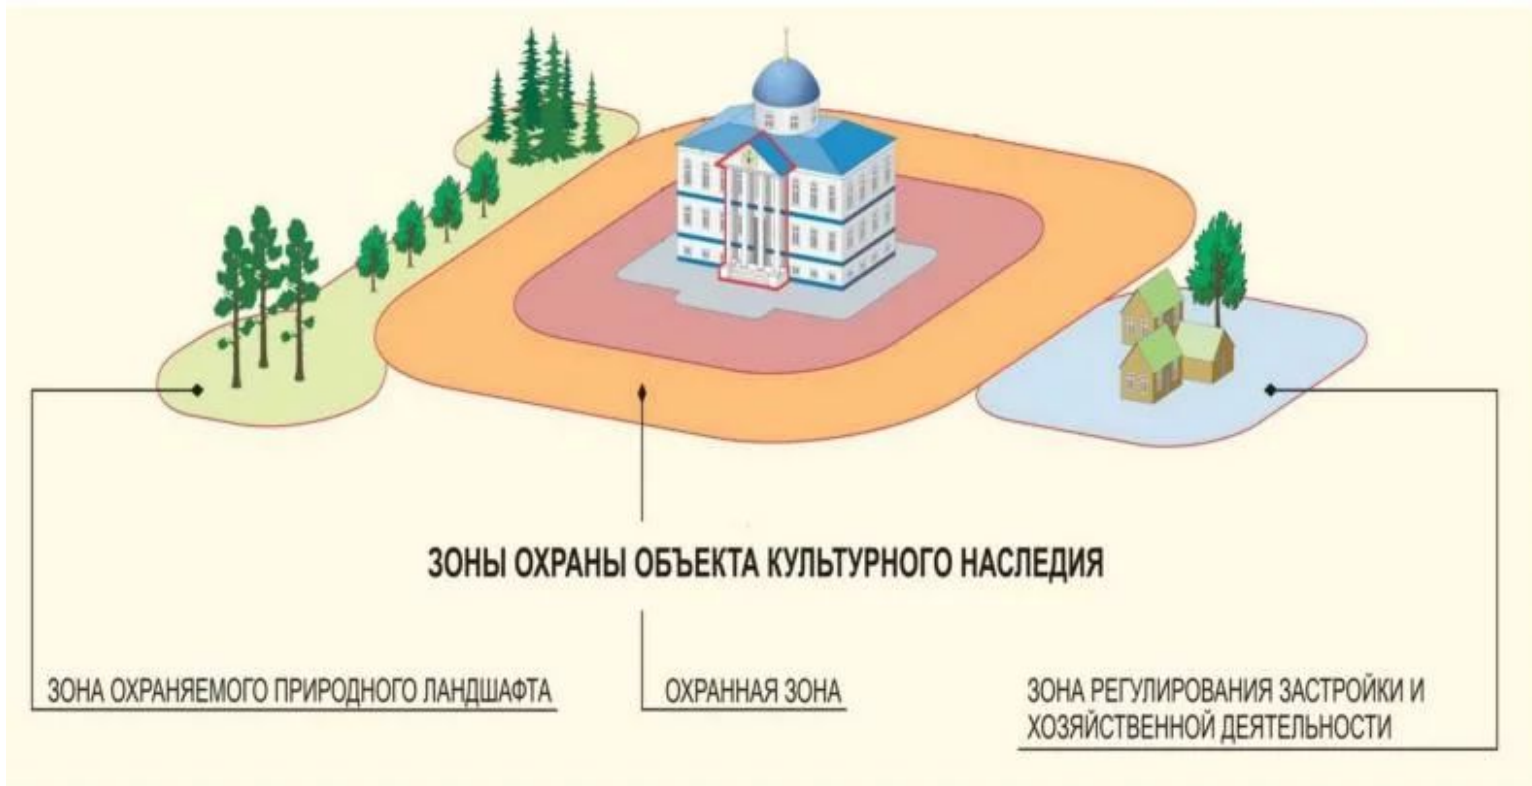 ЗОНЫ ОХРАНЫ ОБЪЕКТА КУЛЬТУРНОГО НАСЛЕДИЯ
ЗОНА ОХРАНЯЕМОГО ПРИРОДНОГО ЛАНДШАФТА
ОХРАННАЯ ЗОНА
ЗОНА РЕГУЛИРОВАНИЯ ЗАСТРОЙКИ И
ХОЗЯЙСТВЕННОЙ ДЕЯТЕЛЬНОСТИ